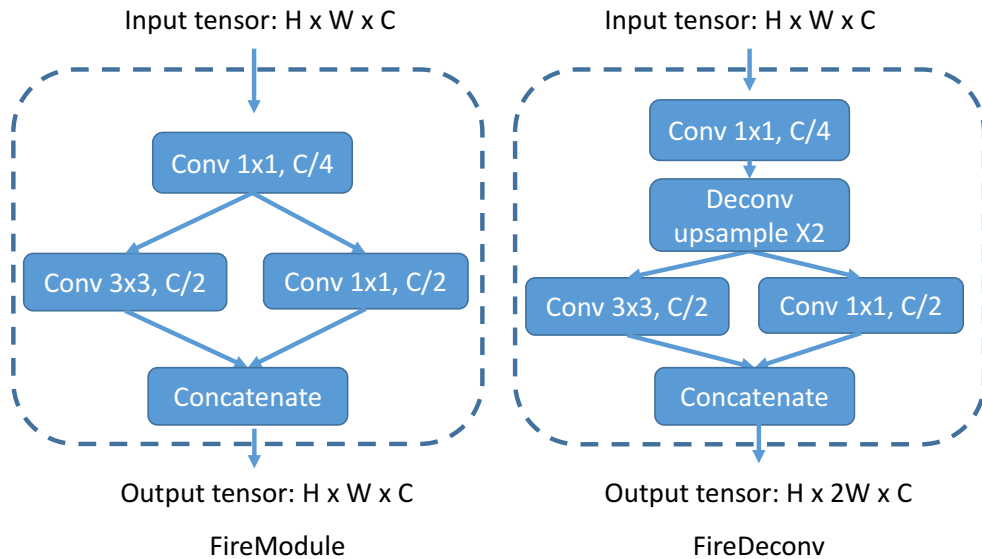 Input tensor: H x W x C
Conv 1x1, C/4
Conv 3x3, C/2
Conv 1x1, C/2
Concatenate
Output tensor: H x W x C
FireModule
Input tensor: H x W x C
Conv 1x1, C/4
Deconv
upsample X2
Conv 3x3, C/2
Conv 1x1, C/2
Concatenate
Output tensor: H x 2W x C
FireDeconv